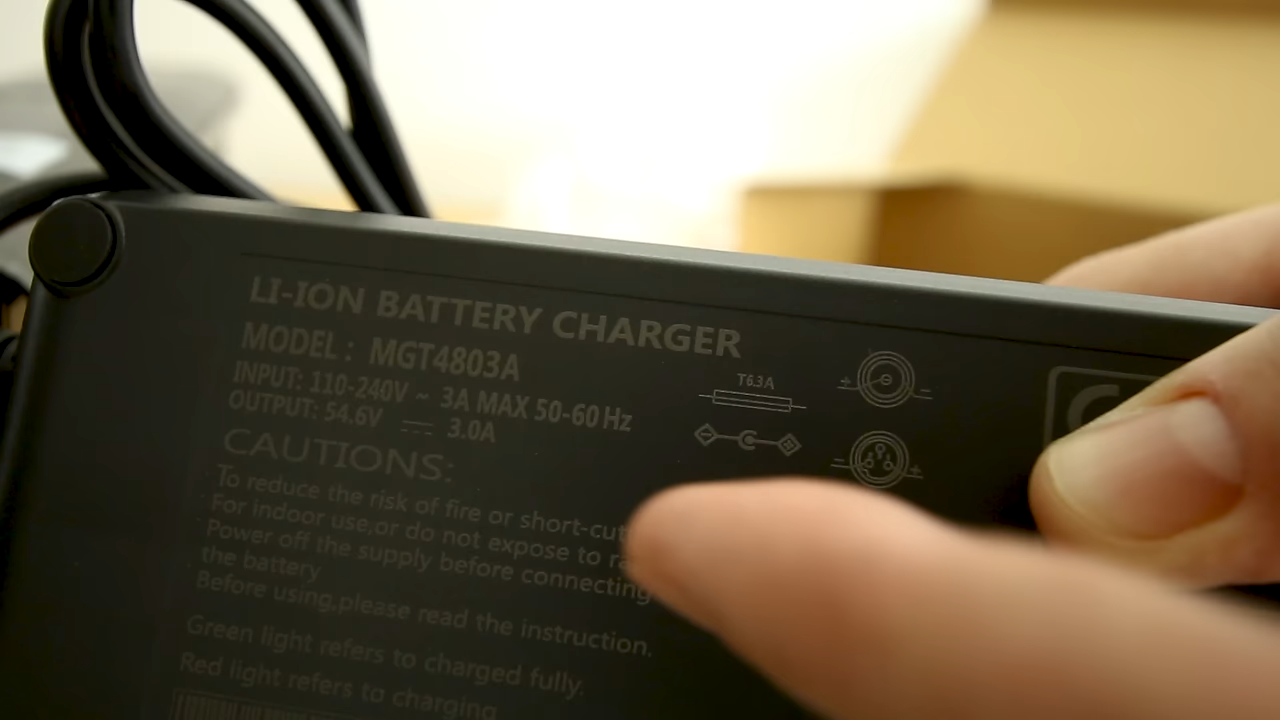 LI-ION BATTERY CHARGER
MODEL : MGT4803A
INPUT: 110-240V ~ 3A MAX 50-60Hz
OUTPUT: 54.6V ⎓ 3.0A
T6.3A
CAUTIONS:
To reduce the risk of fire or short-cut
For indoor use,or do not expose to
Power off the supply before connecting
the battery
Before using,please read the instruction.
Green light refers to charged fully.
Red light refers to charging